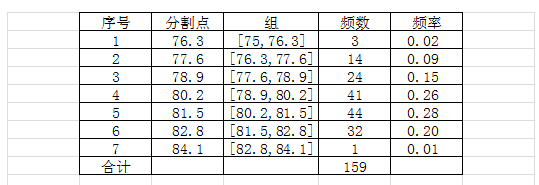 序号 分割点 组 频数 频率
1 76.3 [75,76.3] 3 0.02
2 77.6 [76.3,77.6] 14 0.09
3 78.9 [77.6,78.9] 24 0.15
4 80.2 [78.9,80.2] 41 0.26
5 81.5 [80.2,81.5] 44 0.28
6 82.8 [81.5,82.8] 32 0.20
7 84.1 [82.8,84.1] 1 0.01
合计 159